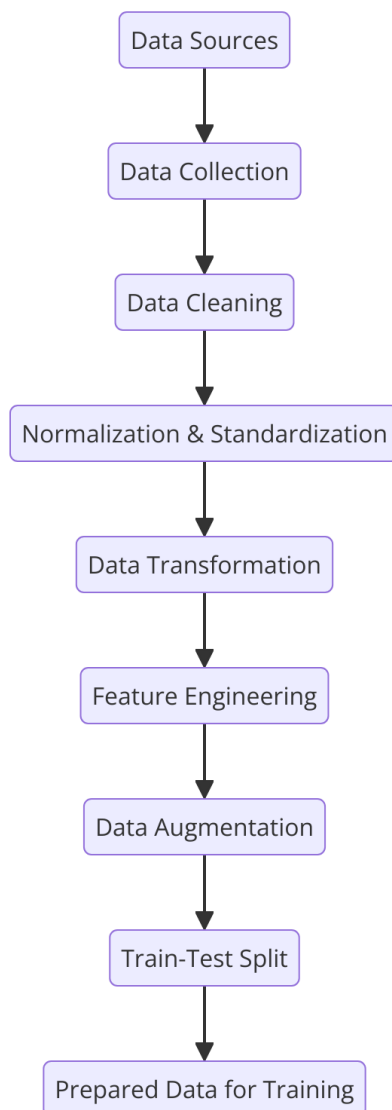 Data Sources
Data Collection
Data Cleaning
Normalization & Standardization
Data Transformation
Feature Engineering
Data Augmentation
Train-Test Split
Prepared Data for Training